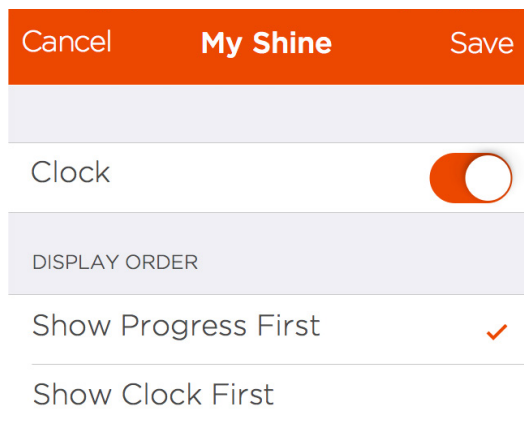 Cancel My Shine Save
Clock
DISPLAY ORDER
Show Progress First
Show Clock First